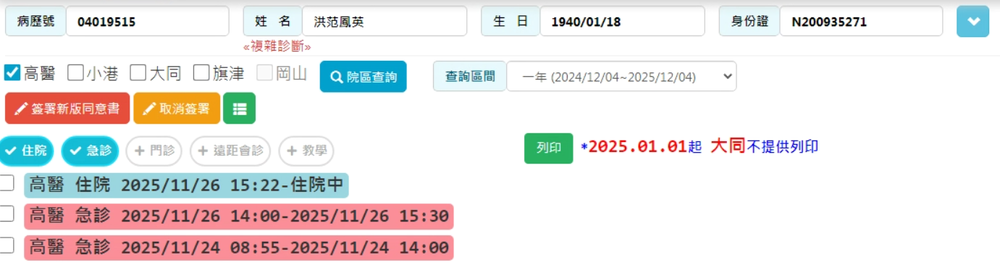 病歷號 04019515 姓 名 洪范鳳英 生 日 1940/01/18 身份證 N200935271
«複雜診斷»
高醫 小港 大同 旗津 岡山 院區查詢 查詢區間 一年 (2024/12/04~2025/12/04)
簽署新版同意書 取消簽署
住院 急診 門診 遠距會診 教學 列印 *2025.01.01起 大同不提供列印
高醫 住院 2025/11/26 15:22-住院中
高醫 急診 2025/11/26 14:00-2025/11/26 15:30
高醫 急診 2025/11/24 08:55-2025/11/24 14:00